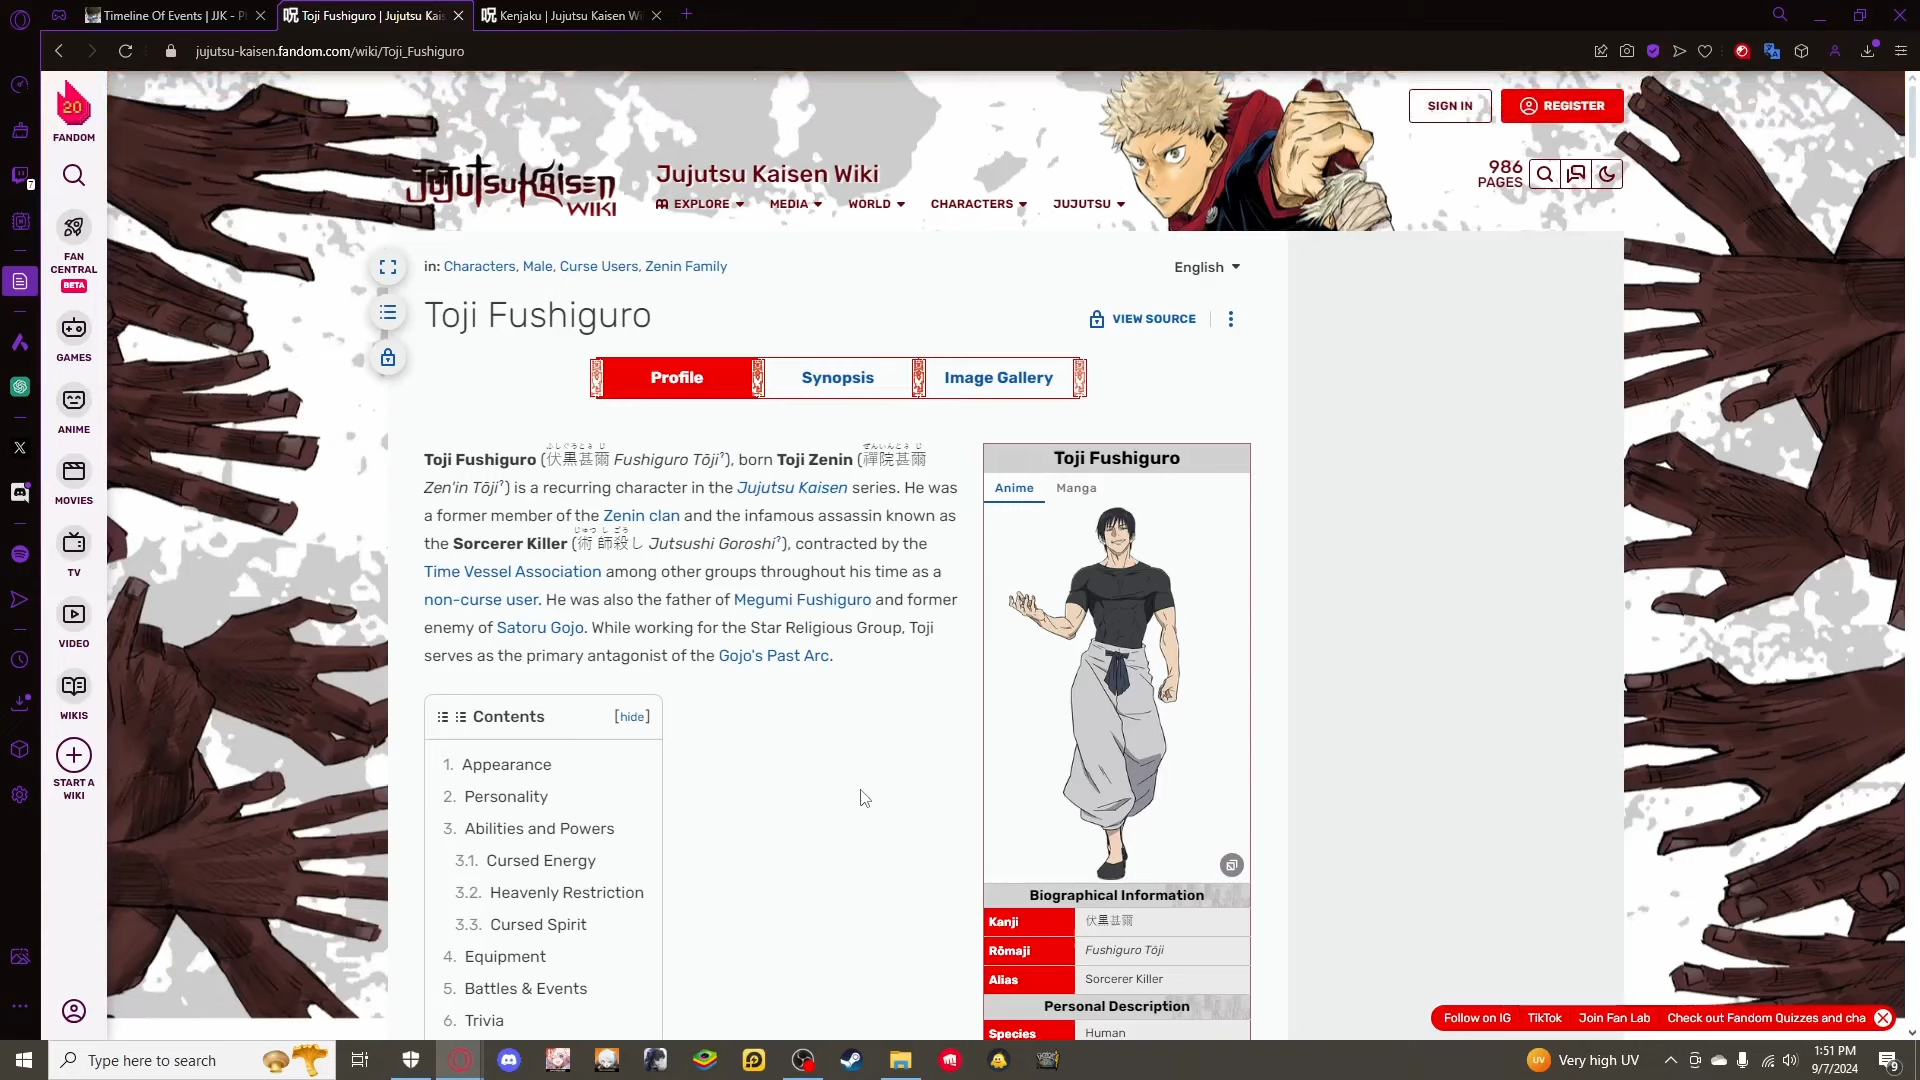 Timeline Of Events | JJK - P
Toji Fushiguro | Jujutsu Kais
Kenjaku | Jujutsu Kaisen Wi
jujutsu-kaisen.fandom.com/wiki/Toji_Fushiguro
20
FANDOM
FAN
CENTRAL
BETA
GAMES
ANIME
MOVIES
TV
VIDEO
WIKIS
START A
WIKI
7
JUJUTSU KAISEN
WIKI
Jujutsu Kaisen Wiki
EXPLORE
MEDIA
WORLD
CHARACTERS
JUJUTSU
SIGN IN
REGISTER
986
PAGES
in: Characters, Male, Curse Users, Zenin Family
English
Toji Fushiguro
VIEW SOURCE
Profile
Synopsis
Image Gallery
Toji Fushiguro (伏黒甚爾 Fushiguro Tōji?), born Toji Zenin (禪院甚爾
Zen'in Tōji?) is a recurring character in the Jujutsu Kaisen series. He was
a former member of the Zenin clan and the infamous assassin known as
the Sorcerer Killer (術師殺し Jutsushi Goroshi?), contracted by the
Time Vessel Association among other groups throughout his time as a
non-curse user. He was also the father of Megumi Fushiguro and former
enemy of Satoru Gojo. While working for the Star Religious Group, Toji
serves as the primary antagonist of the Gojo's Past Arc.
Contents [hide]
1. Appearance
2. Personality
3. Abilities and Powers
3.1. Cursed Energy
3.2. Heavenly Restriction
3.3. Cursed Spirit
4. Equipment
5. Battles & Events
6. Trivia
Toji Fushiguro
Anime Manga
Biographical Information
Kanji 伏黒甚爾
Rōmaji Fushiguro Tōji
Alias Sorcerer Killer
Personal Description
Species Human
Follow on IG TikTok Join Fan Lab Check out Fandom Quizzes and cha
Type here to search
UV Very high UV
1:51 PM
9/7/2024
9